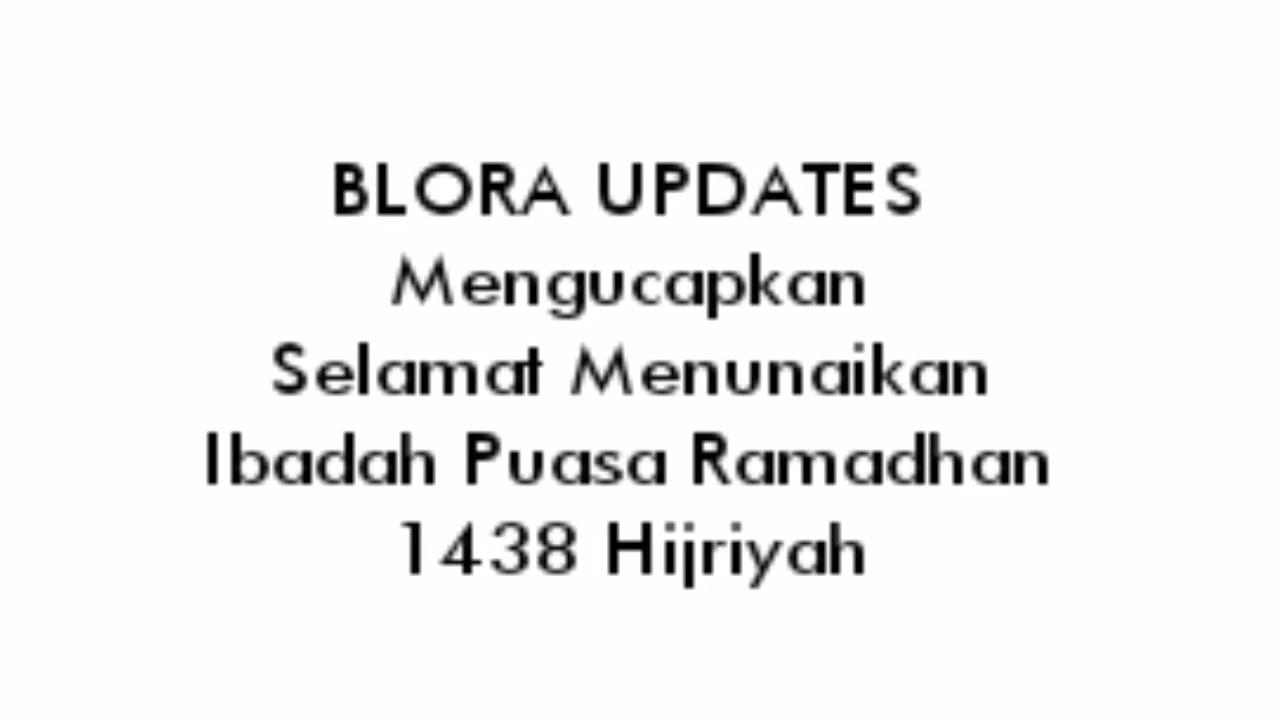 BLORA UPDATES
Mengucapkan
Selamat Menunaikan
Ibadah Puasa Ramadhan
1438 Hijriyah